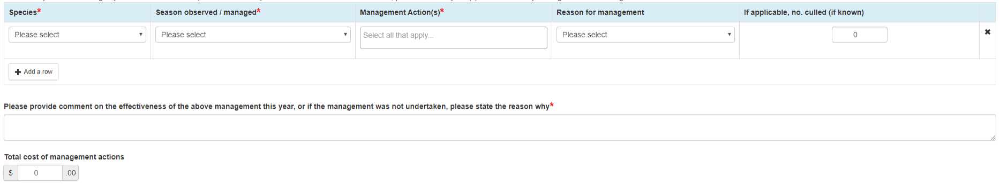 Species* Season observed / managed* Management Action(s)* Reason for management If applicable, no. culled (if known)
Please select Please select Select all that apply... Please select 0
Add a row
Please provide comment on the effectiveness of the above management this year, or if the management was not undertaken, please state the reason why*
Total cost of management actions
$ 0 .00